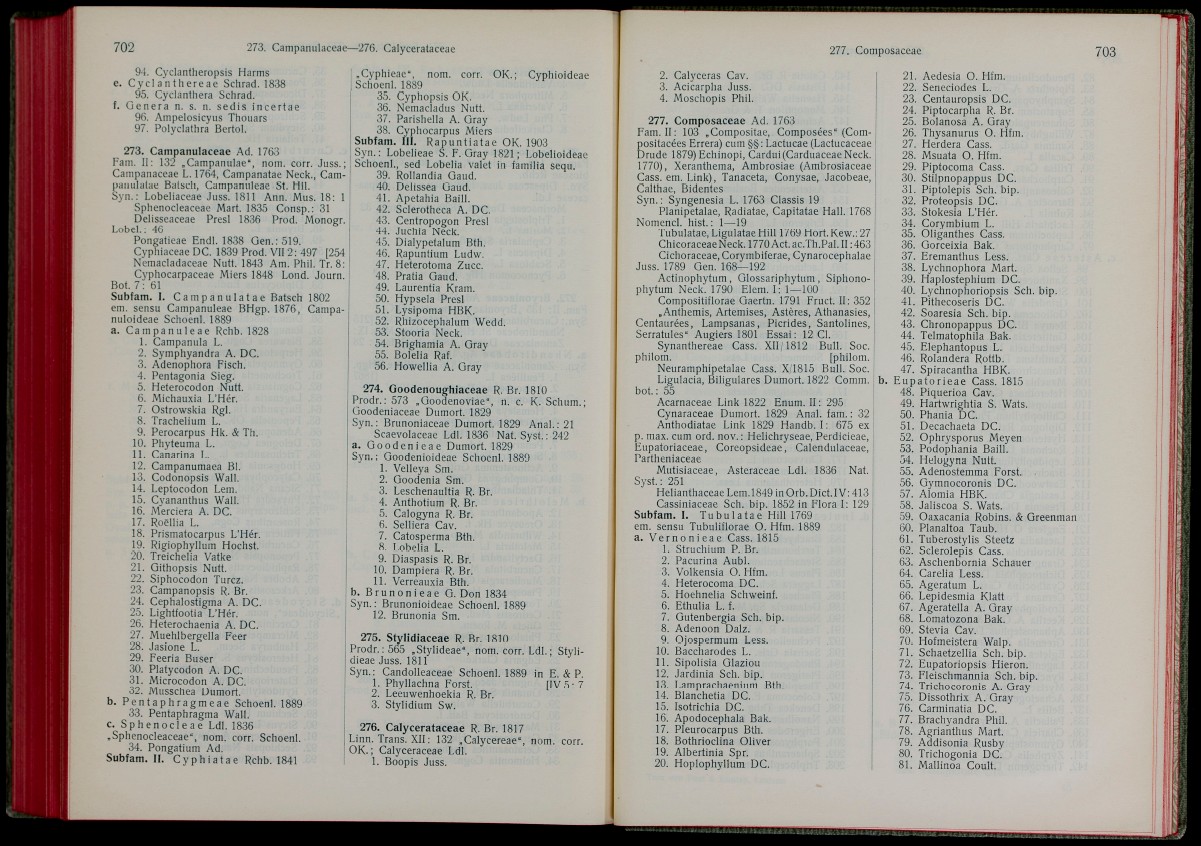 702
273. Campanulaceae—276. Calycerataceae
94. Cyclantheropsis Harms
e. Cyclanthereae Schrad. 1838
95. Cyclanthera Schrad.
f. Genera n. s. n. sedis incertae
96. Ampelosicyus Thouars
97. Polyclathra Bertol.
273. Campanulaceae Ad. 1763
Fam. II: 132 „Campanulae“, nom. corr. Juss.;
Campanaceae L. 1764, Campanatae Neck., Cam-
panulatae Batsch, Campanuleae St. Hil.
Syn.: Lobeliaceae Juss. 1811 Ann. Mus. 18: 1
Sphenocleaceae Mart. 1835 Consp.: 31
Delisseaceae Presl 1836 Prod. Monogr.
Lobel.: 46
Pongatieae Endl. 1838 Gen.: 519.
Cyphiaceae DC. 1839 Prod. VII 2: 497 [254
Nemacladaceae Nutt. 1843 Am. Phil. Tr. 8:
Cyphocarpaceae Miers 1848 Lond. Journ.
Bot. 7: 61
Subfam. I. Campanulatae Batsch 1802
em. sensu Campanuleae BHgp. 1876, Campa-
nuloideae Schoenl. 1889
a. Campanuleae Rchb. 1828
1. Campanula L.
2. Symphyandra A. DC.
3. Adenophora Fisch.
4. Pentagonia Sieg.
5. Heterocodon Nutt.
6. Michauxia L'Hér.
7. Ostrowskia Rgl.
8. Trachelium L.
9. Perocarpus Hk. & Th.
10. Phyteuma L.
11. Canarina L.
12. Campanumaea Bl.
13. Codonopsis Wall.
14. Leptocodon Lem.
15. Cyananthus Wall.
16. Merciera A. DC.
17. Roëllia L.
18. Prismatocarpus L'Hér.
19. Rigiophyllum Hochst.
20. Treichelia Vatke
21. Githopsis Nutt.
22. Siphocodon Turcz.
23. Campanopsis R. Br.
24. Cephalostigma A. DC.
25. Lightfootia L'Hér.
26. Heterochaenia A. DC.
27. Muehlbergella Feer
28. Jasione L.
29. Feeria Buser
30. Platycodon A. DC.
31. Microcodon A. DC.
32. Musschea Dumort.
b. Pentaphragmeae Schoenl. 1889
33. Pentaphragma Wall.
c. Sphenocleae Ldl. 1836
„Sphenocleaceae“, nom. corr. Schoenl.
34. Pongatium Ad.
Subfam. II. Cyphiatae Rchb. 1841
„Cyphieae“, nom. corr. OK.; Cyphioideae
Schoenl. 1889
35. Cyphopsis OK.
36. Nemacladus Nutt.
37. Parishella A. Gray
38. Cyphocarpus Miers
Subfam. III. Rapuntiatae OK. 1903
Syn.: Lobelieae S. F. Gray 1821; Lobelioideae
Schoenl., sed Lobelia valet in familia sequ.
39. Rollandia Gaud.
40. Delissea Gaud.
41. Apetahia Baill.
42. Sclerotheca A. DC.
43. Centropogon Presl
44. Juchia Neck.
45. Dialypetalum Bth.
46. Rapuntium Ludw.
47. Heterotoma Zucc.
48. Pratia Gaud.
49. Laurentia Kram.
50. Hypsela Presl
51. Lysipoma HBK.
52. Rhizocephalum Wedd.
53. Stooria Neck.
54. Brighamia A. Gray
55. Bolelia Raf.
56. Howellia A. Gray
274. Goodenoughiaceae R. Br. 1810
Prodr.: 573 „Goodenoviae“, n. c. K. Schum.;
Goodeniaceae Dumort. 1829
Syn.: Brunoniaceae Dumort. 1829 Anal.: 21
Scaevolaceae Ldl. 1836 Nat. Syst.: 242
a. Goodenieae Dumort. 1829
Syn.: Goodenioideae Schoenl. 1889
1. Velleya Sm.
2. Goodenia Sm.
3. Leschenaultia R. Br.
4. Anthotium R. Br.
5. Calogyna R. Br.
6. Selliera Cav.
7. Catosperma Bth.
8. Lobelia L.
9. Diaspasis R. Br.
10. Dampiera R. Br.
11. Verreauxia Bth.
b. Brunonieae G. Don 1834
Syn.: Brunonioideae Schoenl. 1889
12. Brunonia Sm.
275. Stylidiaceae R. Br. 1810
Prodr.: 565 „Stylideae“, nom. corr. Ldl.; Styli-
dieae Juss. 1811
Syn.: Candolleaceae Schoenl. 1889 in E. & P.
1. Phyllachna Forst. [IV 5· 7
2. Leeuwenhoekia R. Br.
3. Stylidium Sw.
276. Calycerataceae R. Br. 1817
Linn. Trans. XII: 132 „Calycereae“, nom. corr.
OK.; Calyceraceae Ldl.
1. Boopis Juss.
277. Composaceae
703
2. Calyceras Cav.
3. Acicarpha Juss.
4. Moschopis Phil.
277. Composaceae Ad. 1763
Fam. II: 103 „Compositae, Composées“ (Com-
positacées Errera) cum §§: Lactucae (Lactucaceae
Drude 1879) Echinopi, Cardui (Carduaceae Neck.
1770), Xeranthema, Ambrosiae (Ambrosiaceae
Cass. em. Link), Tanaceta, Conysae, Jacobeae,
Calthae, Bidentes
Syn.: Syngenesia L. 1763 Classis 19
Planipetalae, Radiatae, Capitatae Hall. 1768
Nomencl. hist.: 1—19
Tubulatae, Ligulatae Hill 1769 Hort. Kew.: 27
Chicoraceae Neck. 1770 Act. ac. Th. Pal. II: 463
Cichoraceae, Corymbiferae, Cynarocephalae
Juss. 1789 Gen. 168—192
Actinophytum, Glossariphytum, Siphono-
phytum Neck. 1790 Elem. I: 1—100
Compositiflorae Gaertn. 1791 Fruct. II: 352
„Anthemis, Artemises, Astères, Athanasies,
Centaurées, Lampsanas, Picrides, Santolines,
Serratules“ Augiers 1801 Essai: 12 Cl.
Synanthereae Cass. XII/1812 Bull. Soc.
philom. [philom.
Neuramphipetalae Cass. X/1815 Bull. Soc.
Ligulacia, Biligulares Dumort. 1822 Comm.
bot.: 55
Acarnaceae Link 1822 Enum. II: 295
Cynaraceae Dumort. 1829 Anal. fam.: 32
Anthodiatae Link 1829 Handb. I: 675 ex
p. max. cum ord. nov.: Helichryseae, Perdicieae,
Eupatoriaceae, Coreopsideae, Calendulaceae,
Partheniaceae
Mutisiaceae, Asteraceae Ldl. 1836 Nat.
Syst.: 251
Helianthaceae Lem. 1849 in Orb. Dict. IV: 413
Cassiniaceae Sch. bip. 1852 in Flora I: 129
Subfam. I. Tubulatae Hill 1769
em. sensu Tubuliflorae O. Hfm. 1889
a. Vernonieae Cass. 1815
1. Struchium P. Br.
2. Pacurina Aubl.
3. Volkensia O. Hfm.
4. Heterocoma DC.
5. Hoehnelia Schweinf.
6. Ethulia L. f.
7. Gutenbergia Sch. bip.
8. Adenoon Dalz.
9. Ojospermum Less.
10. Baccharodes L.
11. Sipolisia Glaziou
12. Jardinia Sch. bip.
13. Lamprachaenium Bth.
14. Blanchetia DC.
15. Isotrichia DC.
16. Apodocephala Bak.
17. Pleurocarpus Bth.
18. Bothrioclina Oliver
19. Albertinia Spr.
20. Hoplophyllum DC.
21. Aedesia O. Hfm.
22. Seneciodes L.
23. Centauropsis DC.
24. Piptocarpha R. Br.
25. Bolanosa A. Gray
26. Thysanurus O. Hfm.
27. Herdera Cass.
28. Msuata O. Hfm.
29. Piptocoma Cass.
30. Stilpnopappus DC.
31. Piptolepis Sch. bip.
32. Proteopsis DC.
33. Stokesia L'Hér.
34. Corymbium L.
35. Oliganthes Cass.
36. Gorceixia Bak.
37. Eremanthus Less.
38. Lychnophora Mart.
39. Haplostephium DC.
40. Lychnophoriopsis Sch. bip.
41. Pithecoseris DC.
42. Soaresia Sch. bip.
43. Chronopappus DC.
44. Telmatophila Bak.
45. Elephantopus L.
46. Rolandera Rottb.
47. Spiracantha HBK.
b. Eupatorieae Cass. 1815
48. Piquerioa Cav.
49. Hartwrightia S. Wats.
50. Phania DC.
51. Decachaeta DC.
52. Ophrysporus Meyen
53. Podophania Baill.
54. Helogyna Nutt.
55. Adenostemma Forst.
56. Gymnocoronis DC.
57. Alomia HBK.
58. Jaliscoa S. Wats.
59. Oaxacania Robins. & Greenman
60. Planaltoa Taub.
61. Tuberostylis Steetz
62. Sclerolepis Cass.
63. Aschenbornia Schauer
64. Carelia Less.
65. Ageratum L.
66. Lepidesmia Klatt
67. Ageratella A. Gray
68. Lomatozona Bak.
69. Stevia Cav.
70. Hofmeistera Walp.
71. Schaetzellia Sch. bip.
72. Eupatoriopsis Hieron.
73. Fleischmannia Sch. bip.
74. Trichocoronis A. Gray
75. Dissothrix A. Gray
76. Carminatia DC.
77. Brachyandra Phil.
78. Agrianthus Mart.
79. Addisonia Rusby
80. Trichogonia DC.
81. Mallinoa Coult.